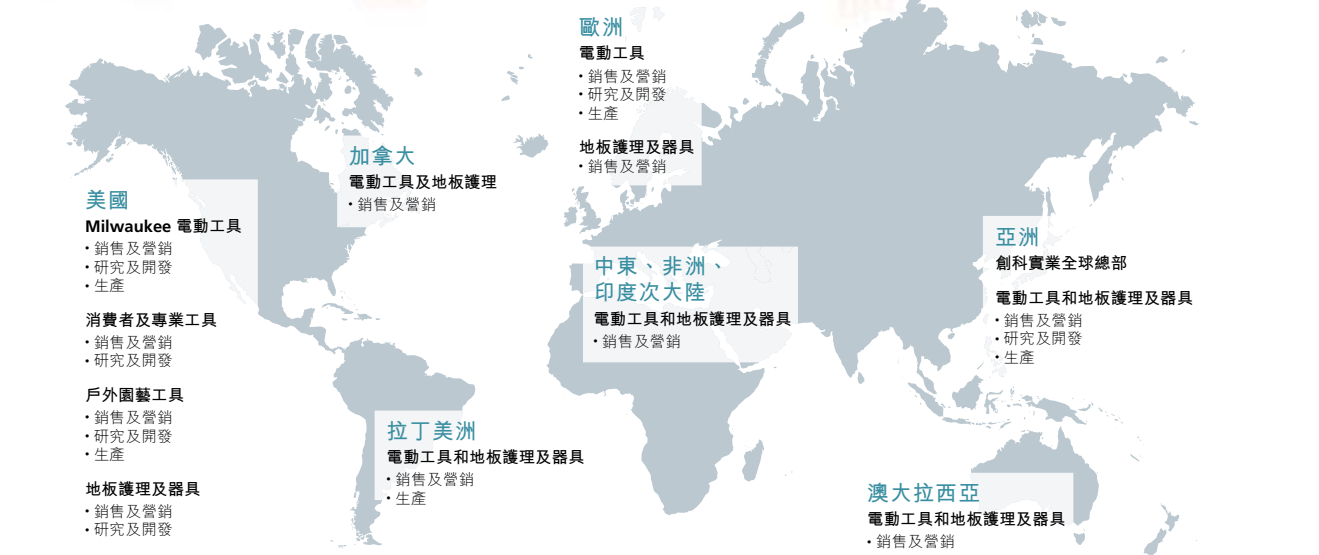 歐洲
電動工具
• 銷售及營銷
• 研究及開發
• 生產
地板護理及器具
• 銷售及營銷
加拿大
電動工具及地板護理
• 銷售及營銷
美國
Milwaukee 電動工具
• 銷售及營銷
• 研究及開發
• 生產
消費者及專業工具
• 銷售及營銷
• 研究及開發
戶外園藝工具
• 銷售及營銷
• 研究及開發
• 生產
地板護理及器具
• 銷售及營銷
• 研究及開發
中東、非洲、
印度次大陸
電動工具和地板護理及器具
• 銷售及營銷
亞洲
創科實業全球總部
電動工具和地板護理及器具
• 銷售及營銷
• 研究及開發
• 生產
拉丁美洲
電動工具和地板護理及器具
• 銷售及營銷
• 生產
澳大拉西亞
電動工具和地板護理及器具
• 銷售及營銷